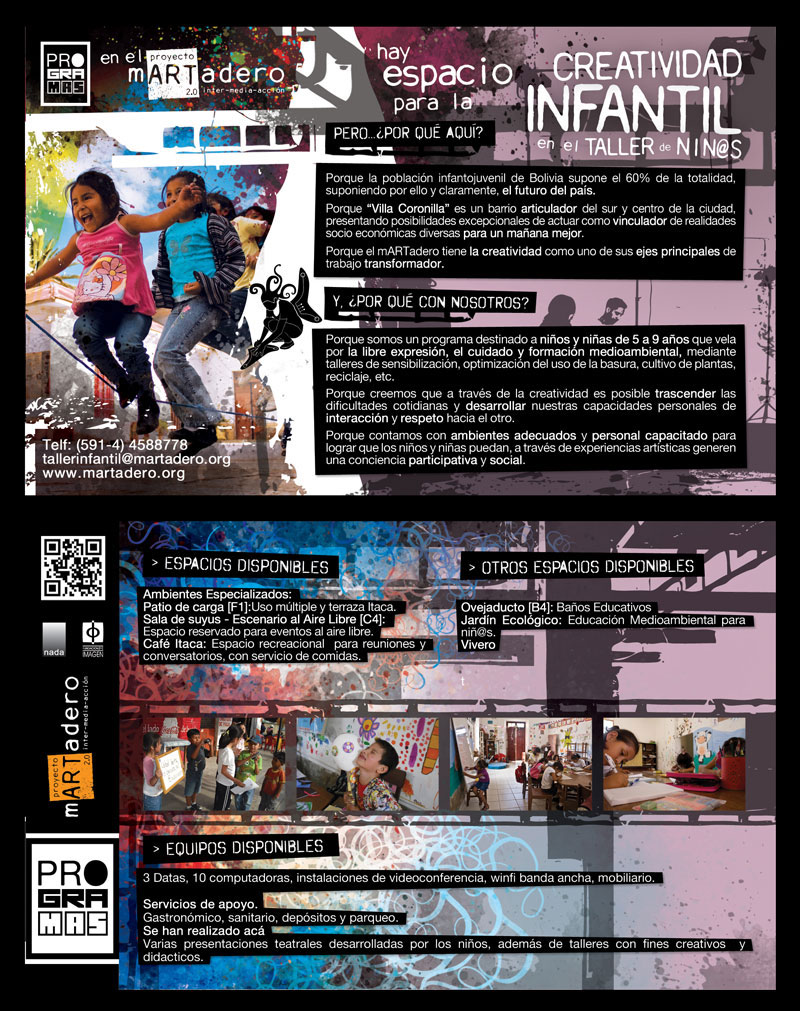 PRO
GRA
MAS
en el proyecto
mARTadero
2.0 inter-media-acción
hay
espacio
para la
CREATIVIDAD
INFANTIL
en el TALLER de NIN@S
PERO...¿POR QUÉ AQUÍ?
Porque la población infantojuvenil de Bolivia supone el 60% de la totalidad,
suponiendo por ello y claramente, el futuro del país.
Porque “Villa Coronilla” es un barrio articulador del sur y centro de la ciudad,
presentando posibilidades excepcionales de actuar como vinculador de realidades
socio económicas diversas para un mañana mejor.
Porque el mARTadero tiene la creatividad como uno de sus ejes principales de
trabajo transformador.
Y, ¿POR QUÉ CON NOSOTROS?
Porque somos un programa destinado a niños y niñas de 5 a 9 años que vela
por la libre expresión, el cuidado y formación medioambiental, mediante
talleres de sensibilización, optimización del uso de la basura, cultivo de plantas,
reciclaje, etc.
Porque creemos que a través de la creatividad es posible trascender las
dificultades cotidianas y desarrollar nuestras capacidades personales de
interacción y respeto hacia el otro.
Porque contamos con ambientes adecuados y personal capacitado para
lograr que los niños y niñas puedan, a través de experiencias artísticas generen
una conciencia participativa y social.
Telf: (591-4) 4588778
tallerinfantil@martadero.org
www.martadero.org
> ESPACIOS DISPONIBLES
Ambientes Especializados:
Patio de carga [F1]:Uso múltiple y terraza Itaca.
Sala de suyus - Escenario al Aire Libre [C4]:
Espacio reservado para eventos al aire libre.
Café Itaca: Espacio recreacional para reuniones y
conversatorios, con servicio de comidas.
> OTROS ESPACIOS DISPONIBLES
Ovejaducto [B4]: Baños Educativos
Jardín Ecológico: Educación Medioambiental para
niñ@s.
Vivero
t
nada
IMAGEN
proyecto
mARTadero
2.0 inter-media-acción
PRO
GRA
MAS
> EQUIPOS DISPONIBLES
3 Datas, 10 computadoras, instalaciones de videoconferencia, winfi banda ancha, mobiliario.
Servicios de apoyo.
Gastronómico, sanitario, depósitos y parqueo.
Se han realizado acá
Varias presentaciones teatrales desarrolladas por los niños, además de talleres con fines creativos y
didacticos.